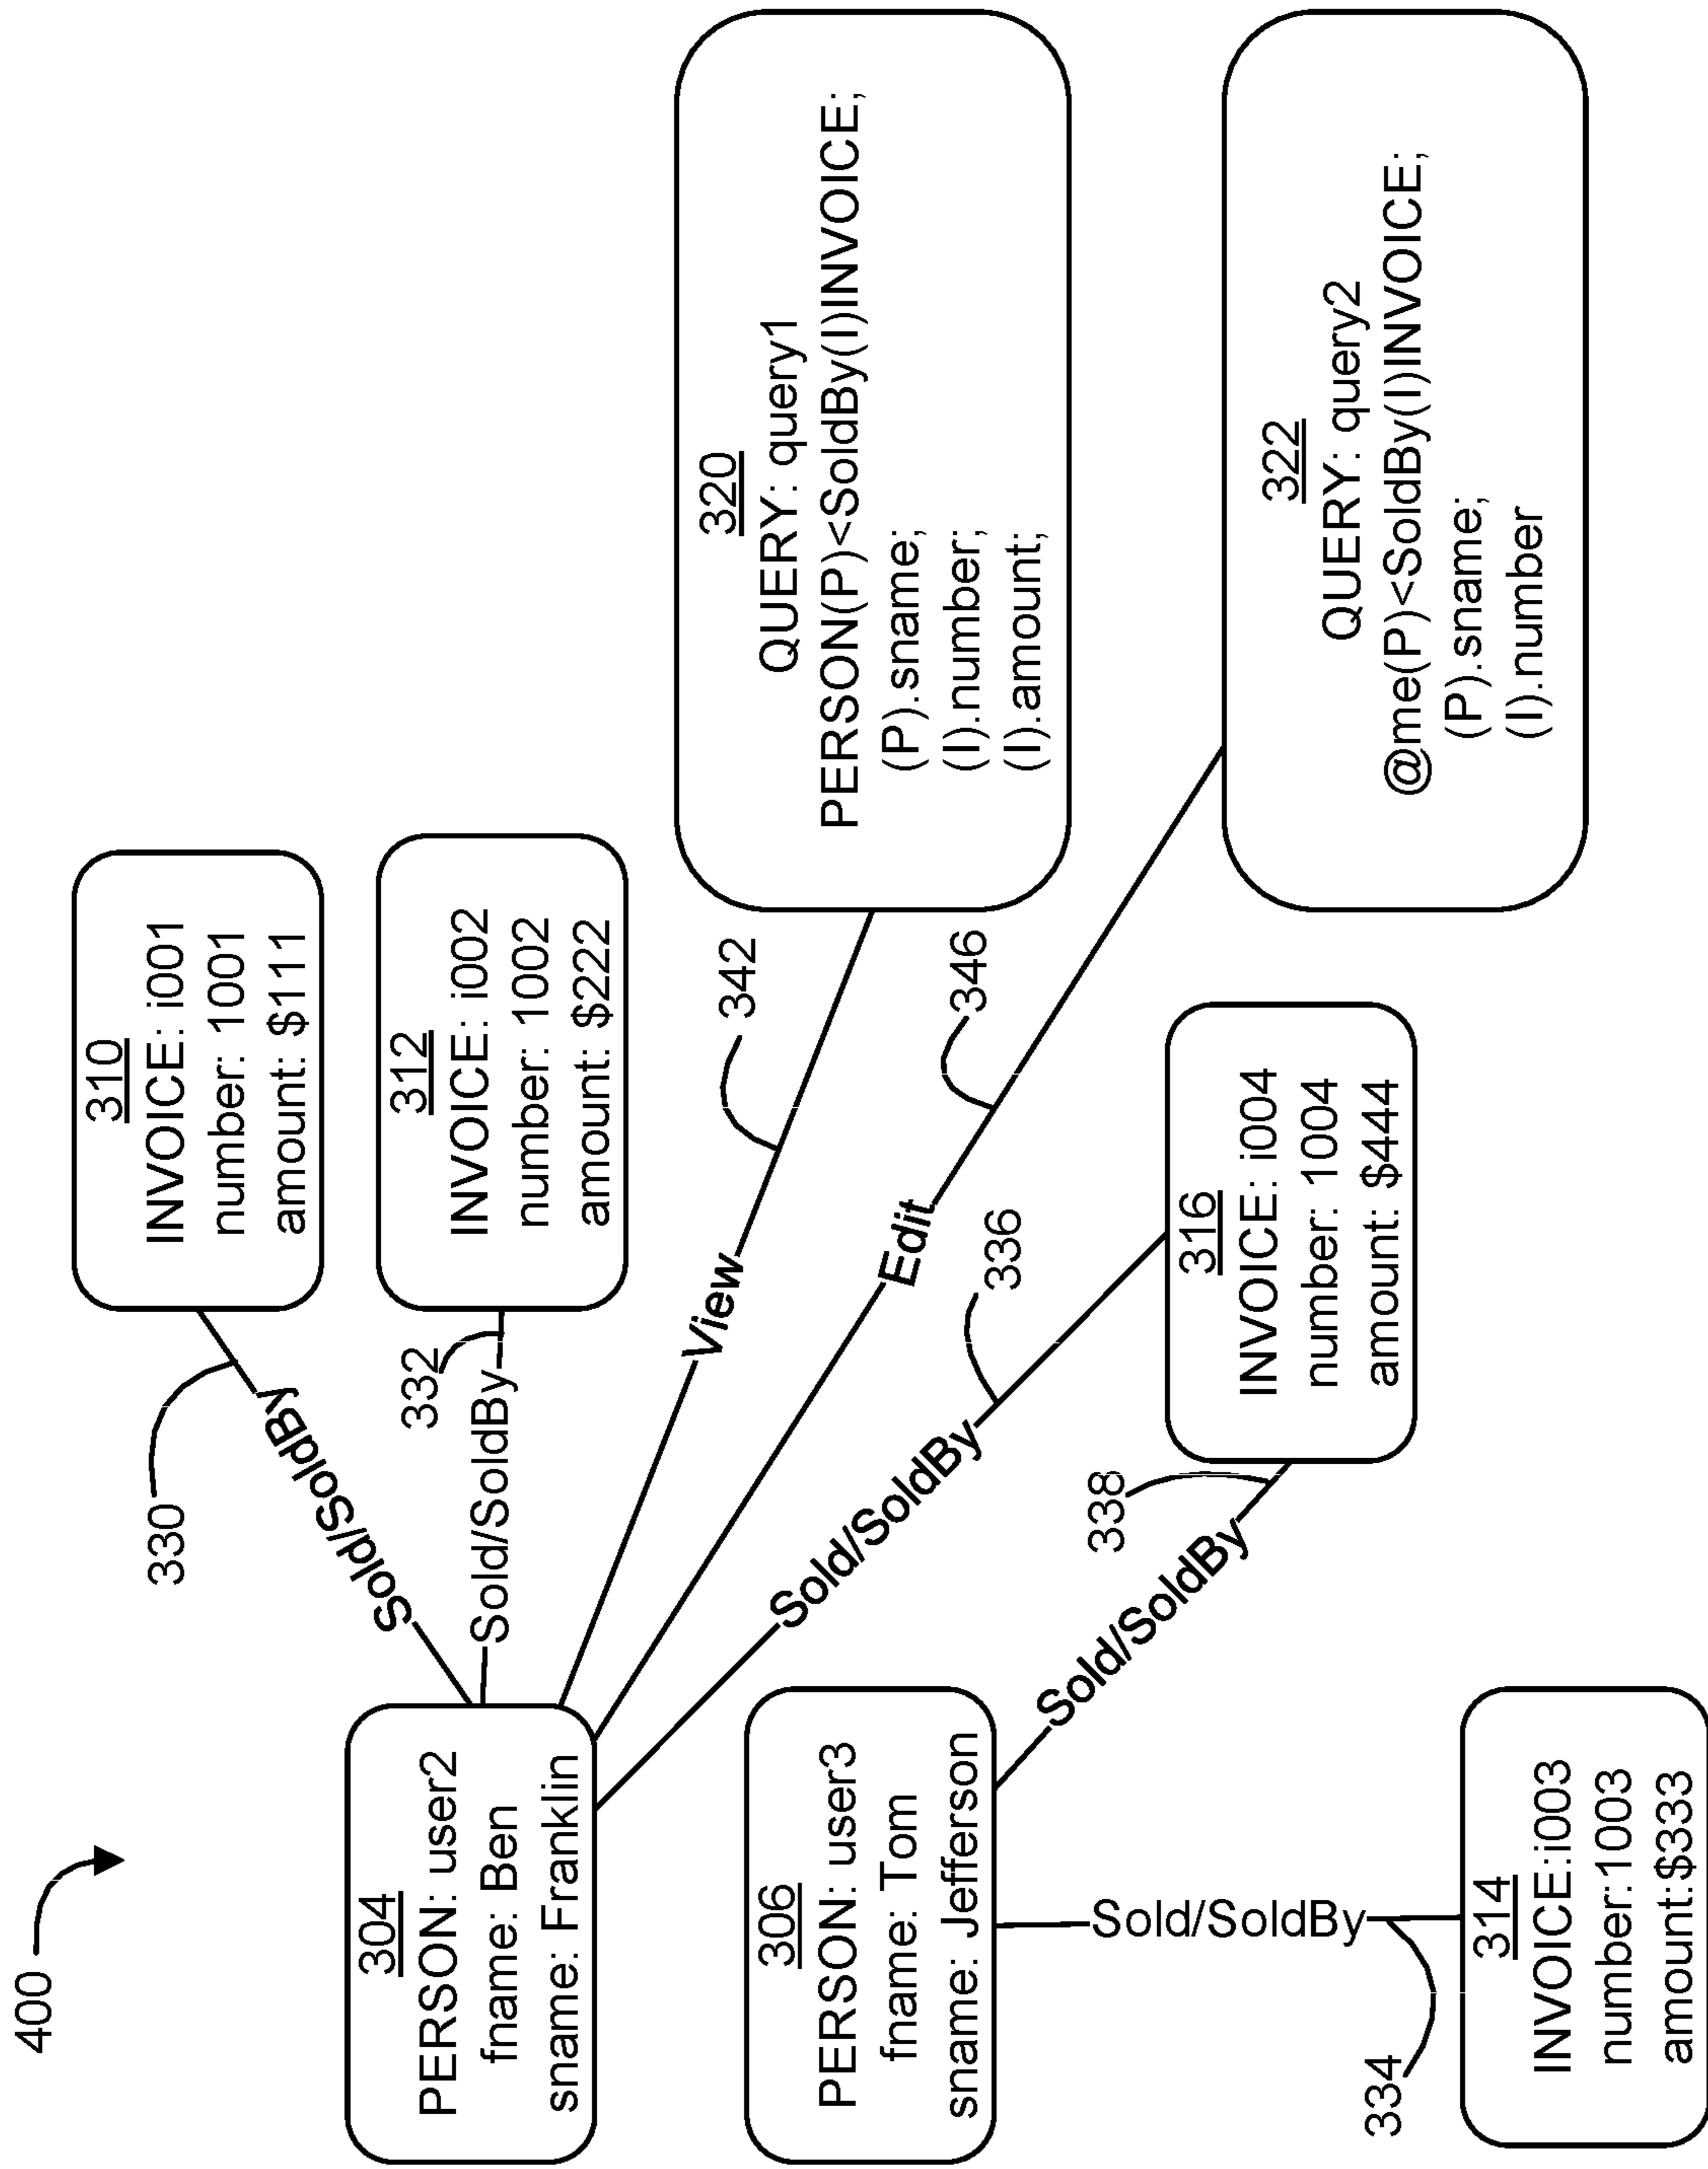 400
304
PERSON: user2
fname: Ben
sname: Franklin
330
Sold/SoldBy
310
INVOICE: i001
number: 1001
amount: $111
332
Sold/SoldBy
312
INVOICE: i002
number: 1002
amount: $222
View
342
320
QUERY: query1
PERSON(P)<SoldBy(I)INVOICE;
(P).sname;
(I).number;
(I).amount;
Edit
346
322
QUERY: query2
@me(P)<SoldBy(I)INVOICE;
(P).sname;
(I).number
Sold/SoldBy
336
306
PERSON: user3
fname: Tom
sname: Jefferson
Sold/SoldBy
338
316
INVOICE: i004
number: 1004
amount: $444
Sold/SoldBy
334
314
INVOICE:i003
number:1003
amount:$333